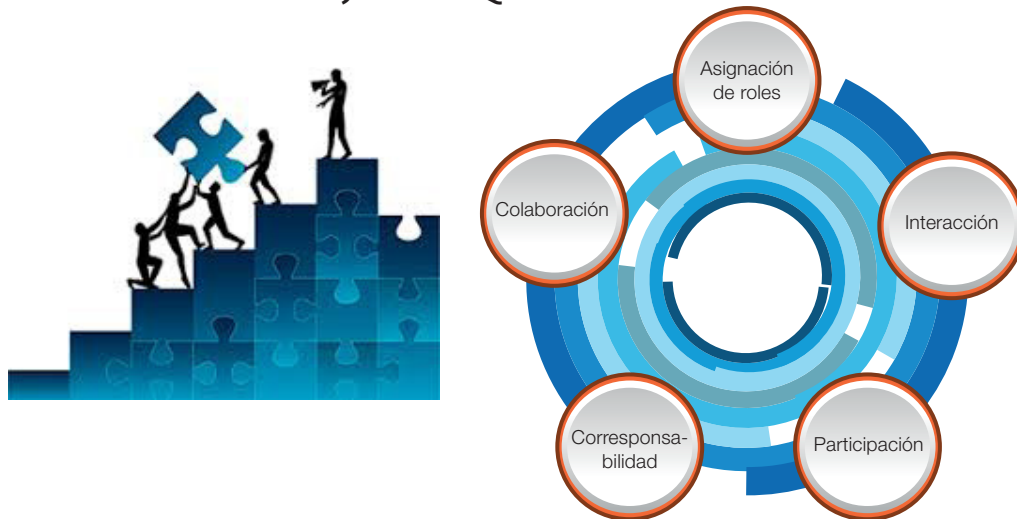 Asignación
de roles
Colaboración
Interacción
Corresponsa-
bilidad
Participación